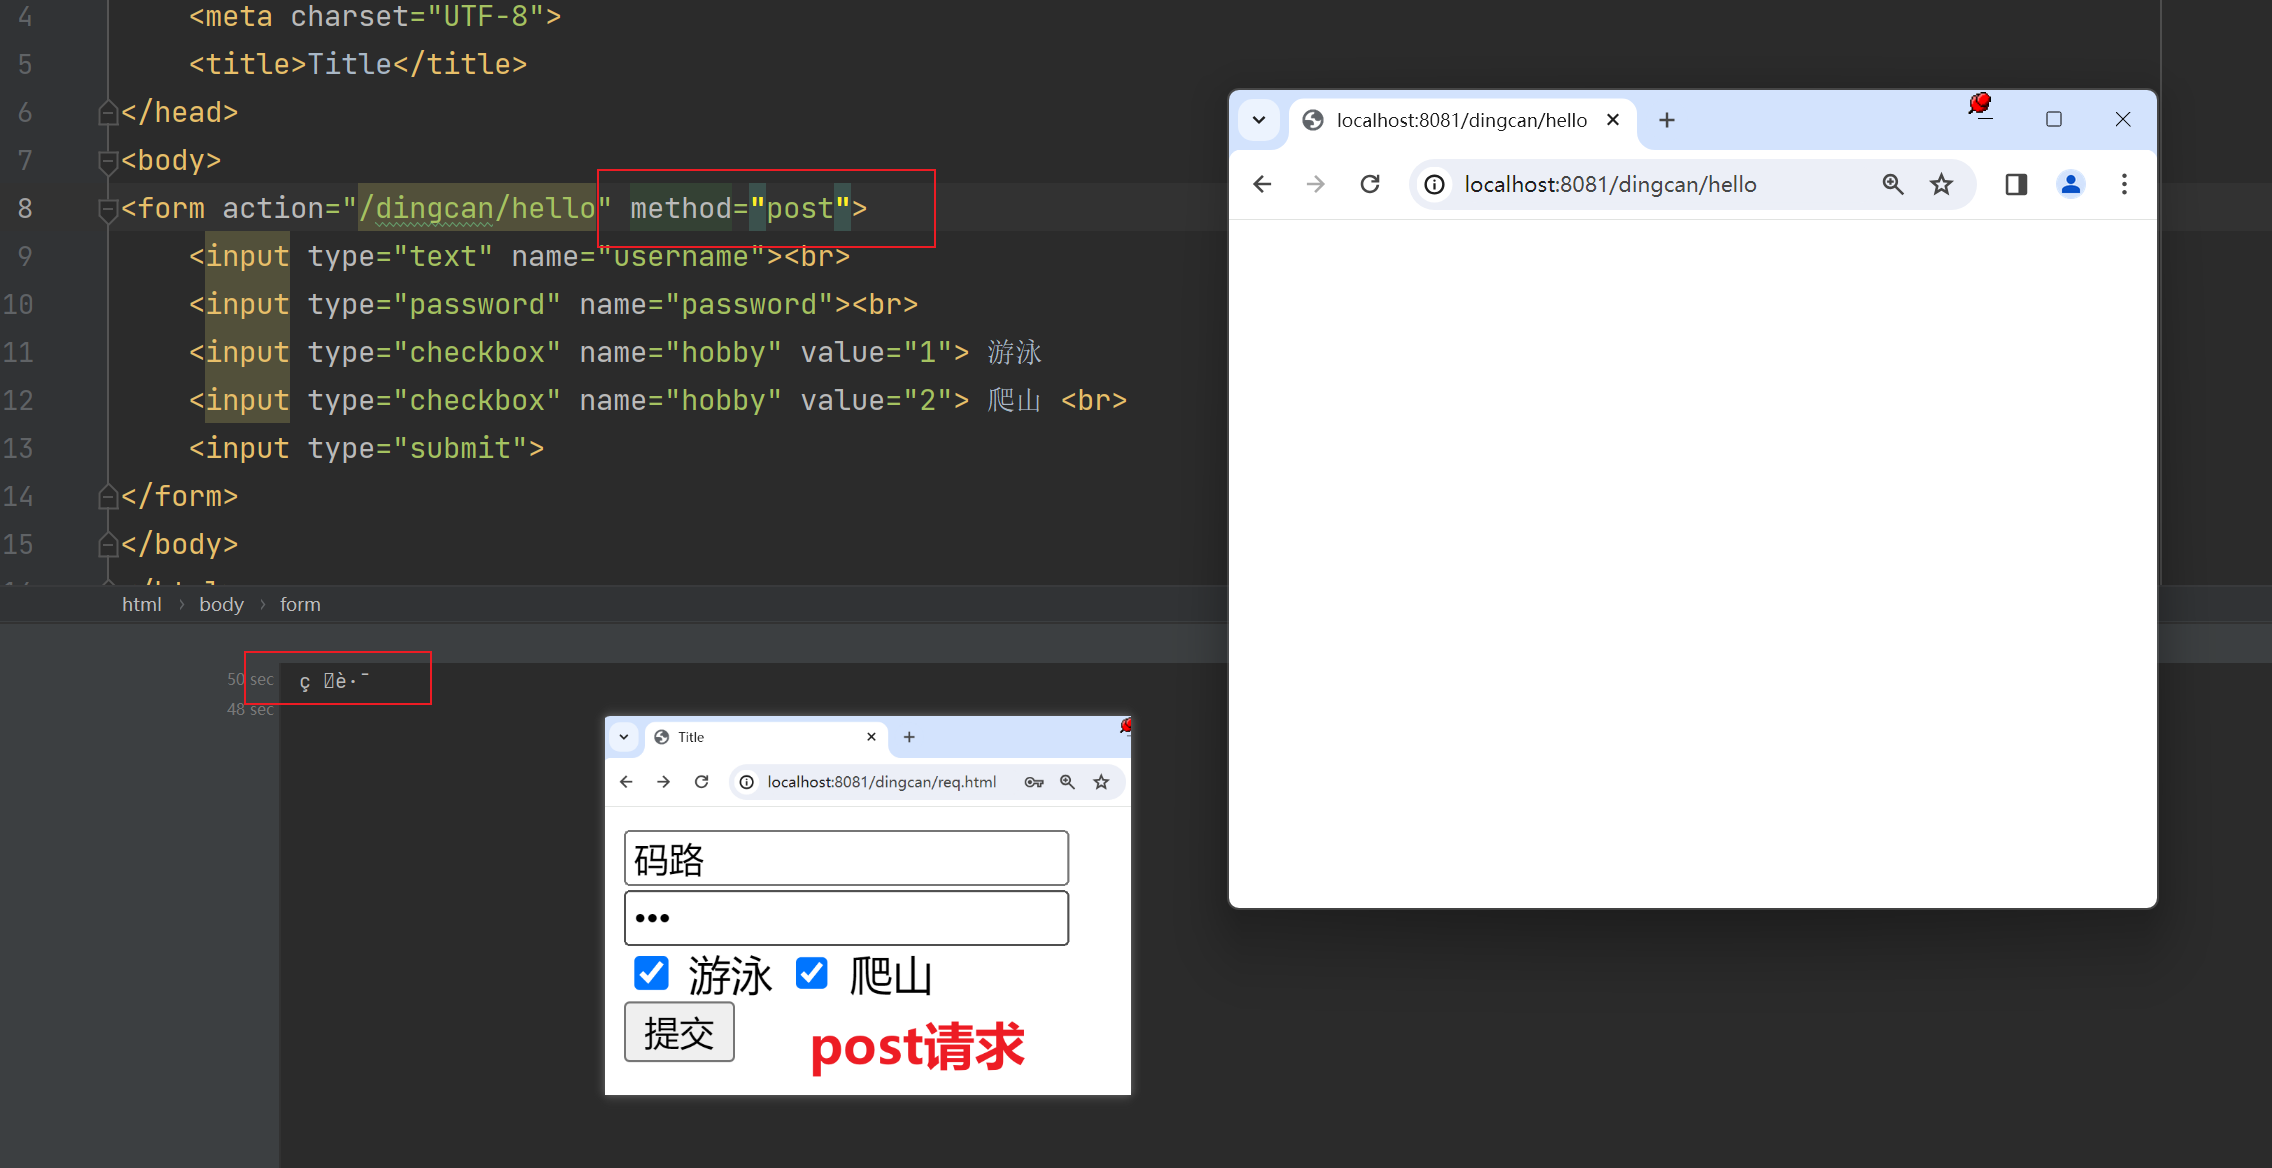 4 <meta charset="UTF-8">
5 <title>Title</title>
6 </head>
7 <body>
8 <form action="/dingcan/hello" method="post">
9 <input type="text" name="username"><br>
10 <input type="password" name="password"><br>
11 <input type="checkbox" name="hobby" value="1"> 游泳
12 <input type="checkbox" name="hobby" value="2"> 爬山 <br>
13 <input type="submit">
14 </form>
15 </body>
html › body › form
50 sec
48 sec
localhost:8081/dingcan/hello
localhost:8081/dingcan/hello
Title
localhost:8081/dingcan/req.html
码路
•••
游泳 爬山
提交
post请求